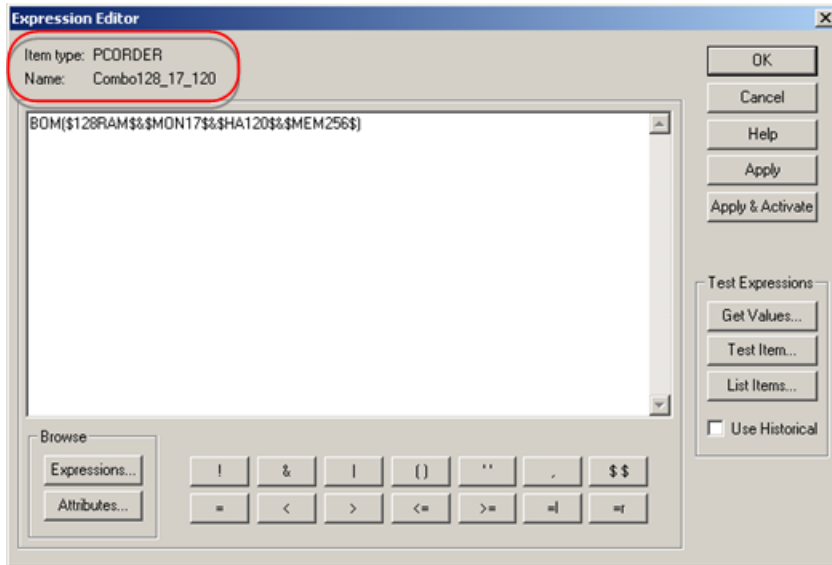 Expression Editor
Item type: PCORDER
Name: Combo128_17_120
BOM($128RAM$&$MON17$&$HA120$&$MEM256$)
OK
Cancel
Help
Apply
Apply & Activate
Test Expressions
Get Values...
Test Item...
List Items...
Use Historical
Browse
Expressions...
Attributes...
! & | () '' , $$
= < > <= >= =l =r